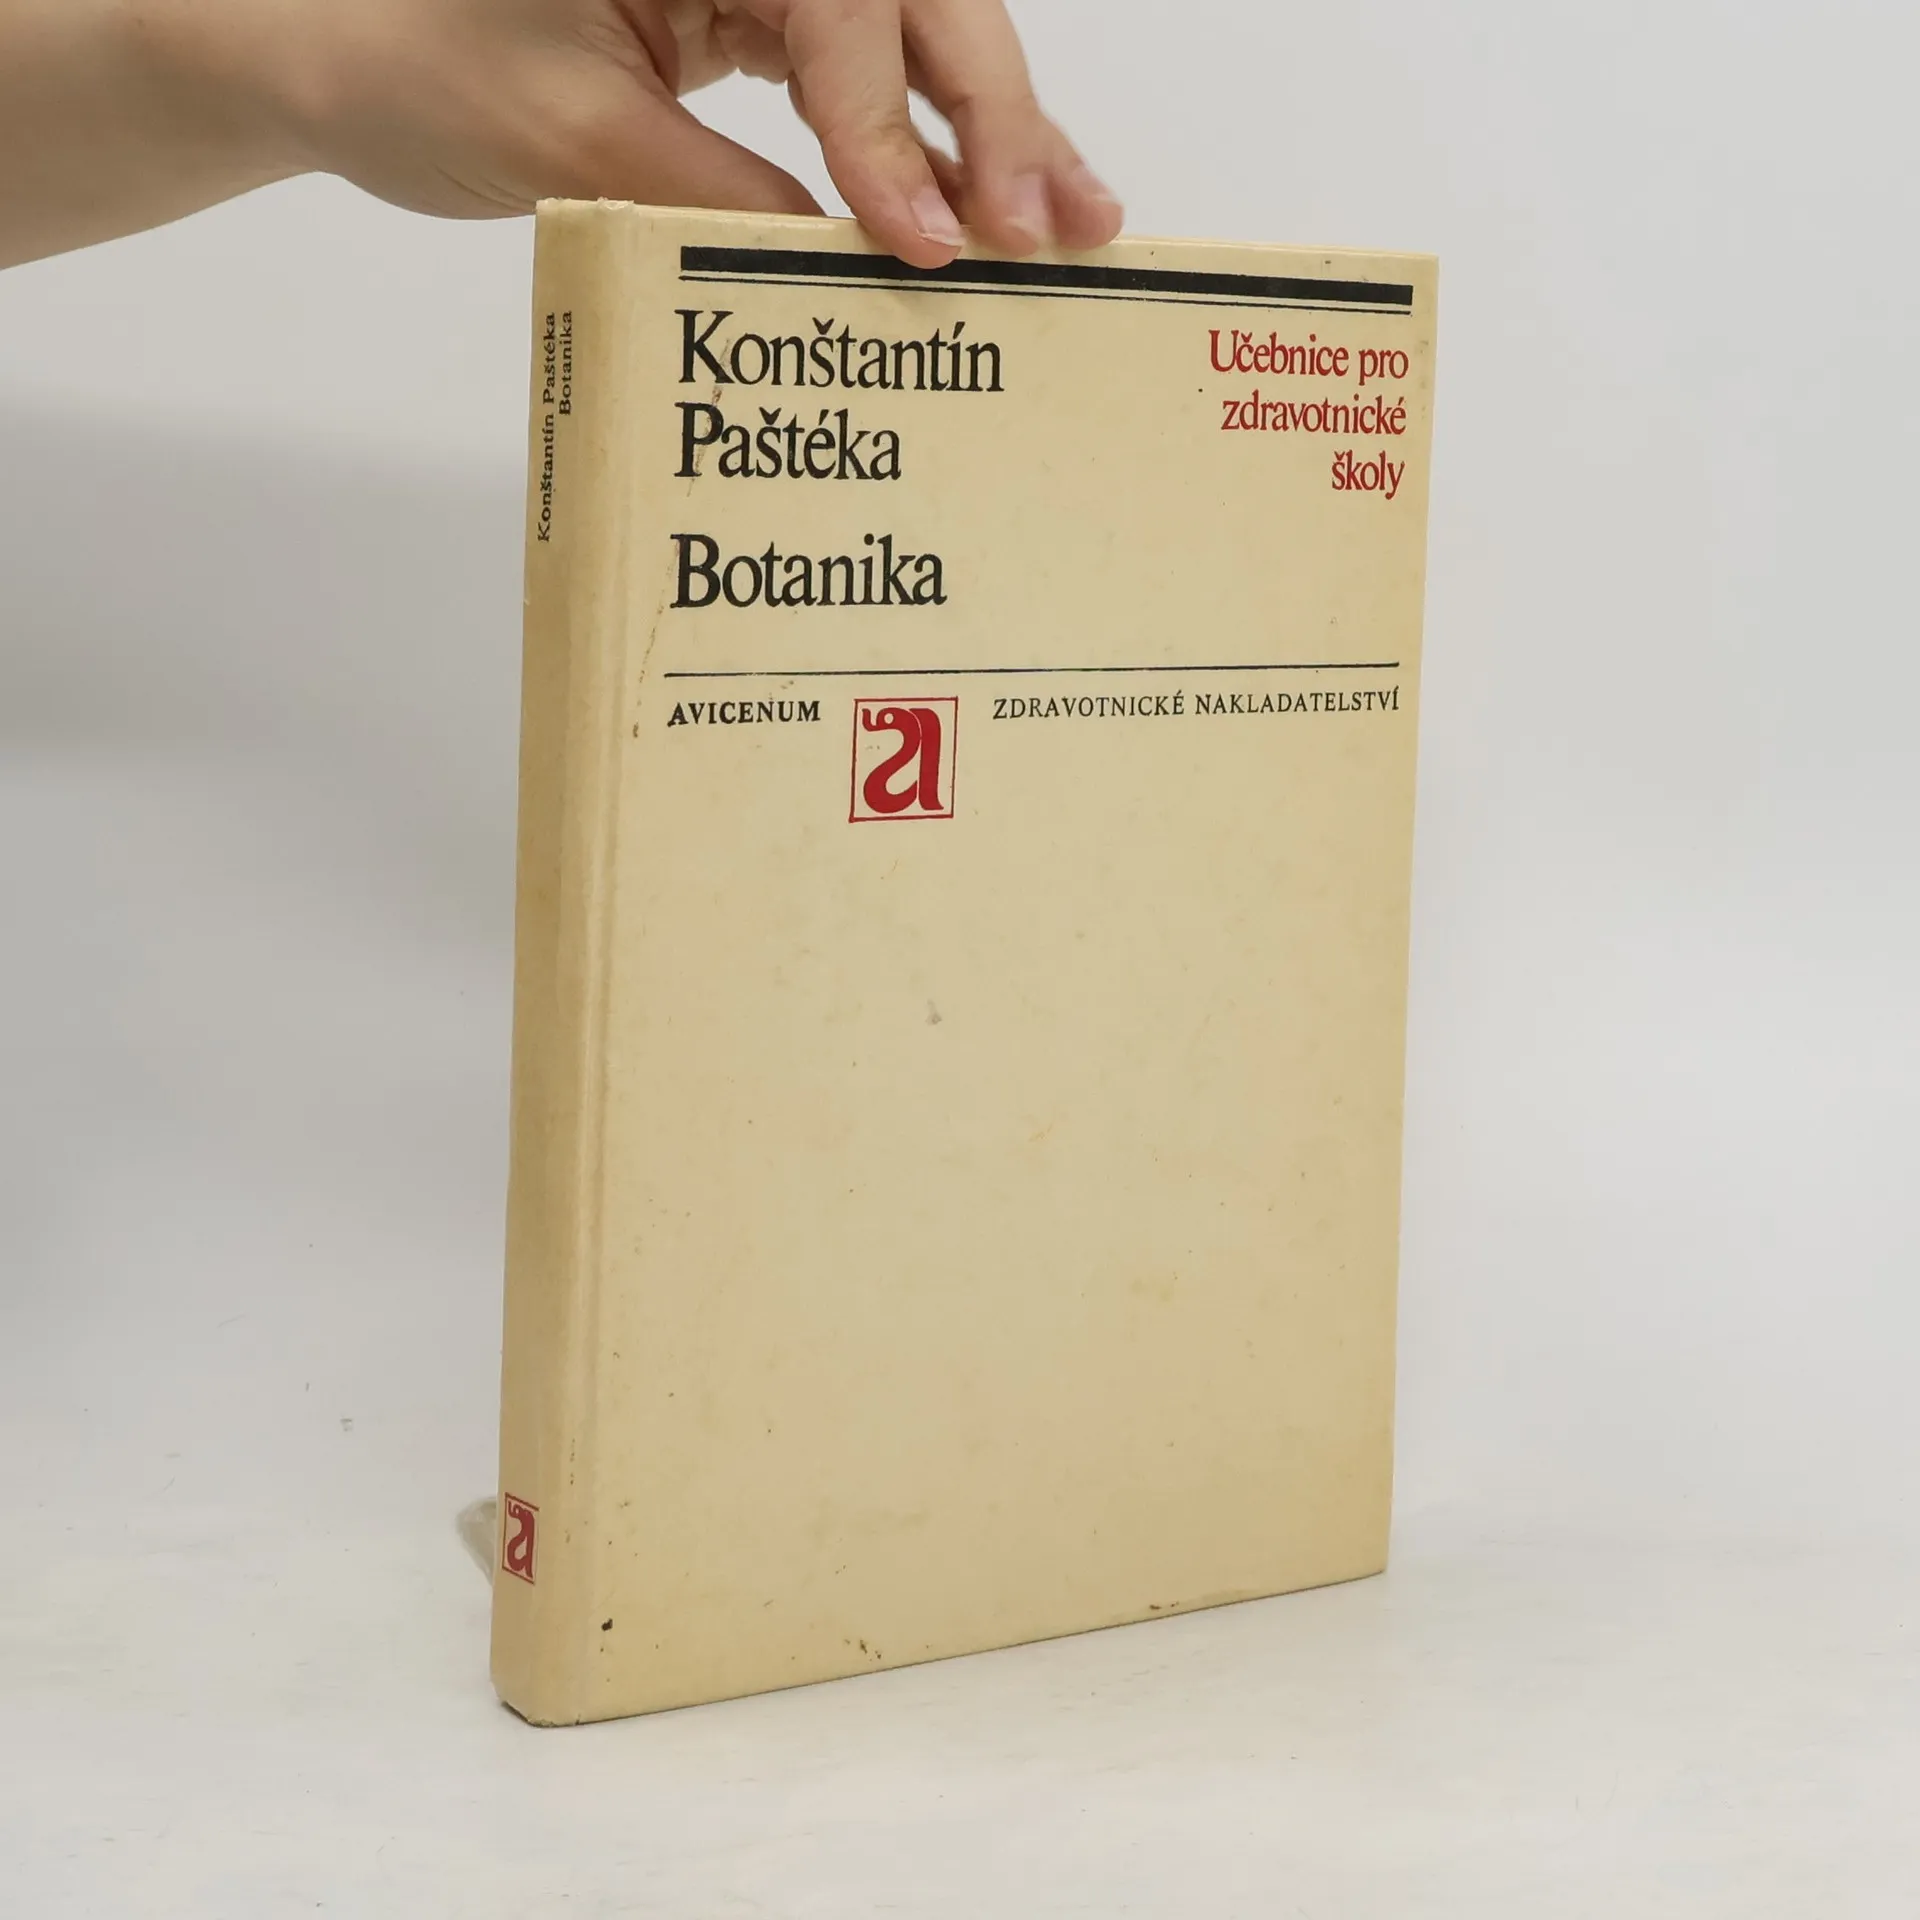 Konštantín Paštéka
Botanika
Konštantín
Paštéka
Botanika
Učebnice pro
zdravotnické
školy
AVICENUM
a
ZDRAVOTNICKÉ NAKLADATELSTVÍ
a